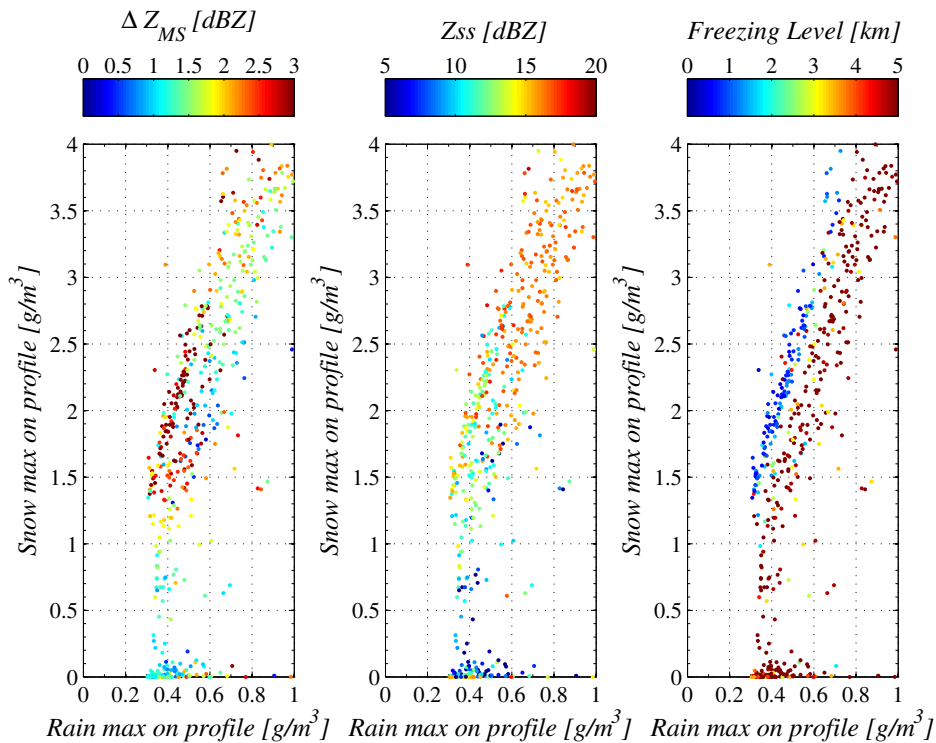 Δ Z_MS [dBZ]
Zss [dBZ]
Freezing Level [km]
0 0.5 1 1.5 2 2.5 3
5 10 15 20
0 1 2 3 4 5
Snow max on profile [g/m³]
4
3.5
3
2.5
2
1.5
1
0.5
0
0 0.2 0.4 0.6 0.8 1
Rain max on profile [g/m³]
Snow max on profile [g/m³]
4
3.5
3
2.5
2
1.5
1
0.5
0
0 0.2 0.4 0.6 0.8 1
Rain max on profile [g/m³]
Snow max on profile [g/m³]
4
3.5
3
2.5
2
1.5
1
0.5
0
0 0.2 0.4 0.6 0.8 1
Rain max on profile [g/m³]